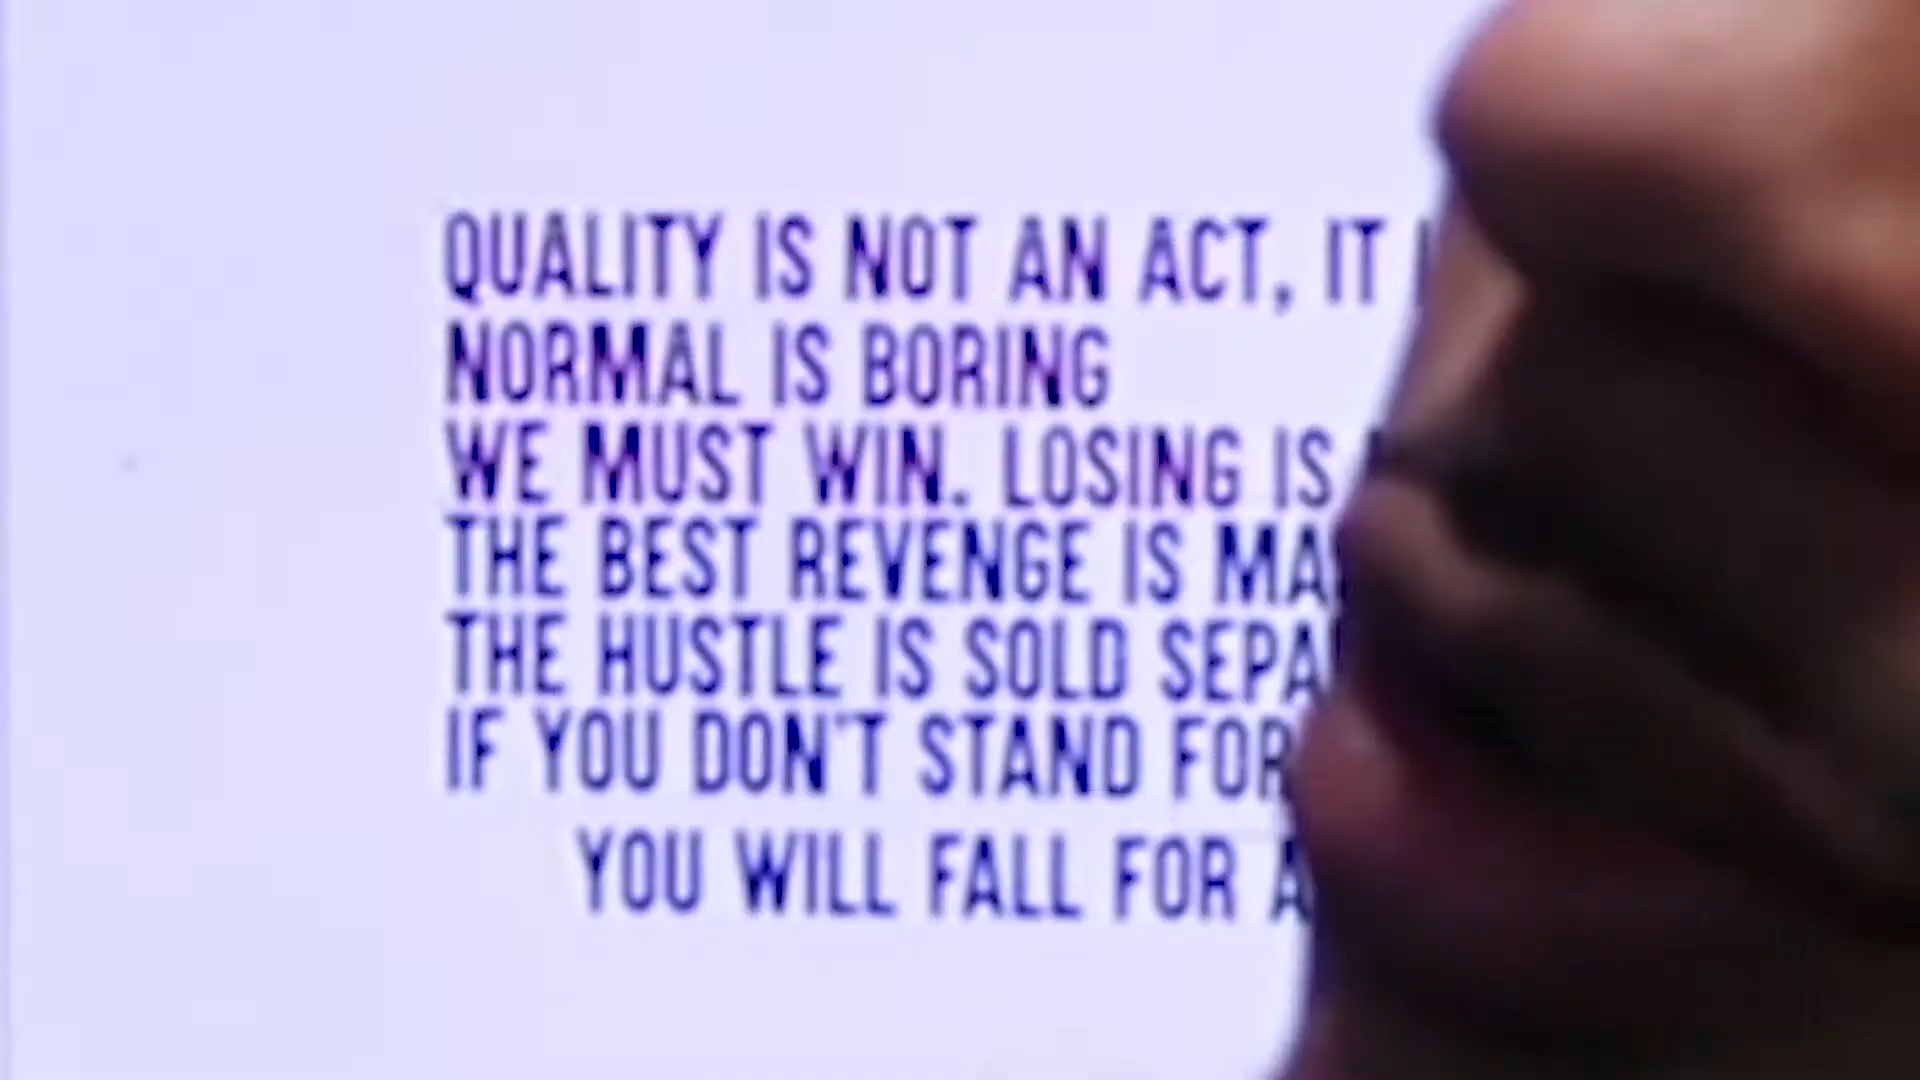 QUALITY IS NOT AN ACT, IT
NORMAL IS BORING
WE MUST WIN. LOSING IS
THE BEST REVENGE IS
THE HUSTLE IS SOLD
IF YOU DON'T STAND FOR
YOU WILL FALL FOR